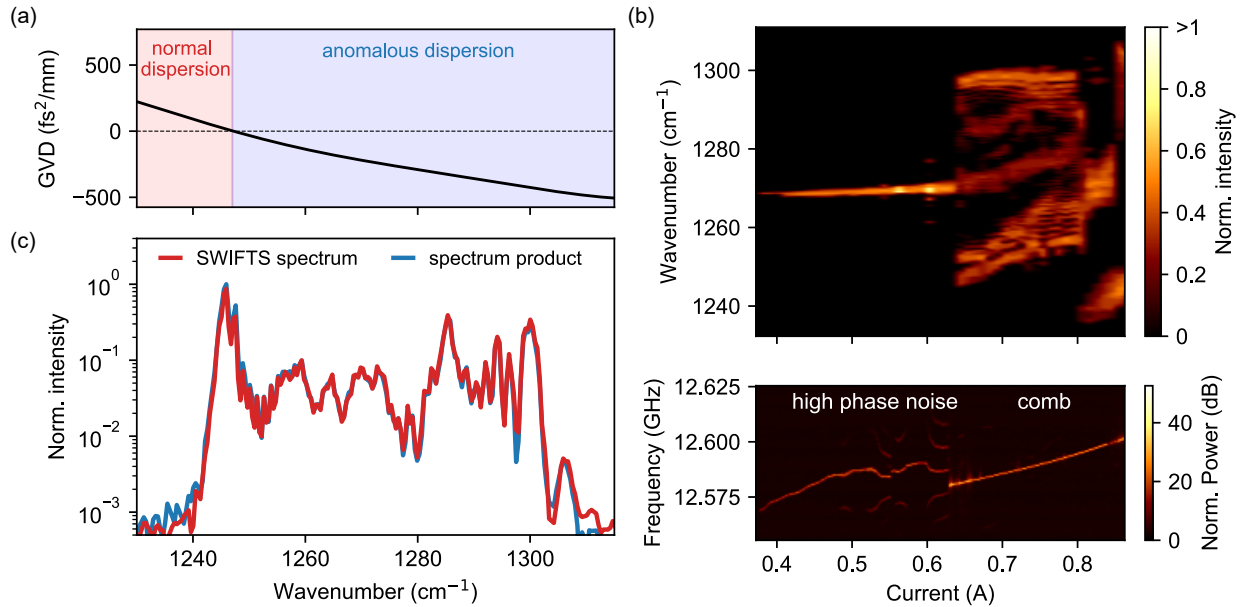 (a)
normal
dispersion
anomalous dispersion
GVD (fs²/mm)
500
0
−500
(c)
SWIFTS spectrum
spectrum product
Norm. intensity
10⁰
10⁻¹
10⁻²
10⁻³
1240
1260
1280
1300
Wavenumber (cm⁻¹)
(b)
Wavenumber (cm⁻¹)
1300
1280
1260
1240
>1
0.8
0.6
0.4
0.2
0
Norm. intensity
Frequency (GHz)
12.625
12.600
12.575
high phase noise
comb
40
20
0
Norm. Power (dB)
0.4
0.5
0.6
0.7
0.8
Current (A)